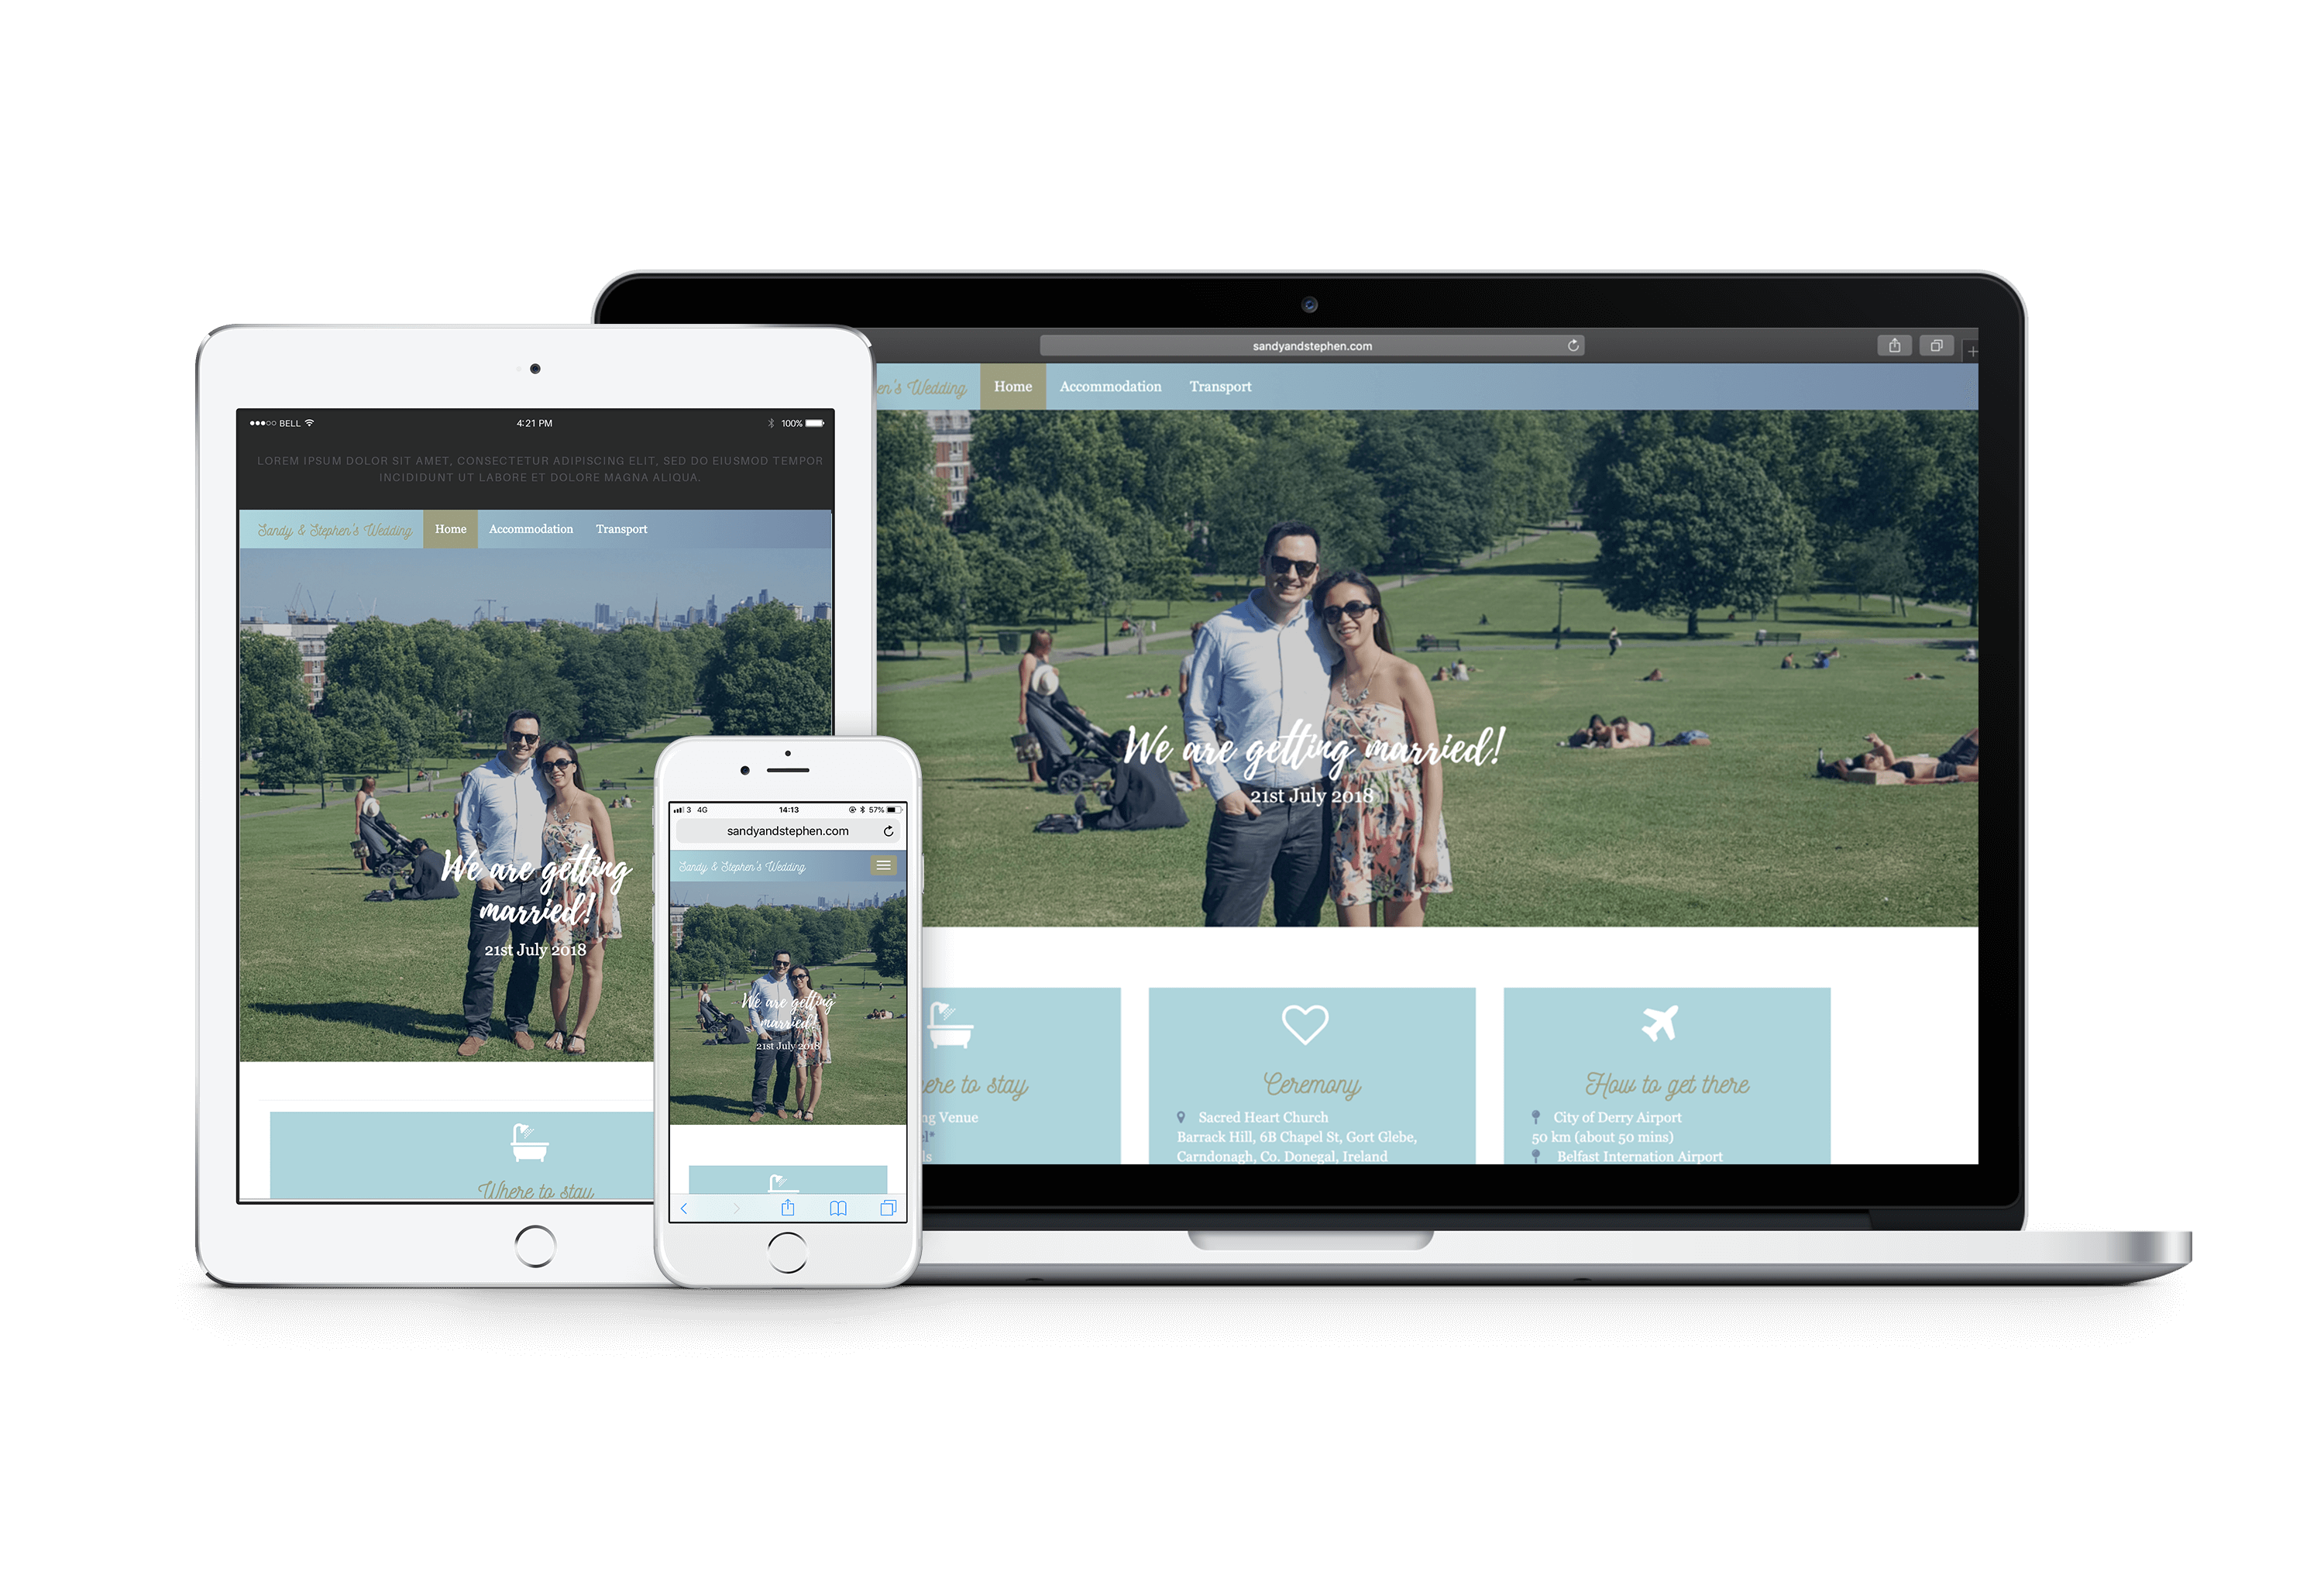 BELL 4:21 PM 100%
LOREM IPSUM DOLOR SIT AMET, CONSECTETUR ADIPISCING ELIT, SED DO EIUSMOD TEMPOR
INCIDIDUNT UT LABORE ET DOLORE MAGNA ALIQUA.
Sandy & Stephen's Wedding Home Accommodation Transport
We are getting
married!
21st July 2018
Where to stay
3 4G 14:13 57%
sandyandstephen.com
Sandy & Stephen's Wedding
We are getting
married!
21st July 2018
sandyandstephen.com
en's Wedding Home Accommodation Transport
We are getting married!
21st July 2018
ere to stay
ng Venue
el*
ls
Ceremony
Sacred Heart Church
Barrack Hill, 6B Chapel St, Gort Glebe,
Carndonagh, Co. Donegal, Ireland
How to get there
City of Derry Airport
50 km (about 50 mins)
Belfast Internation Airport